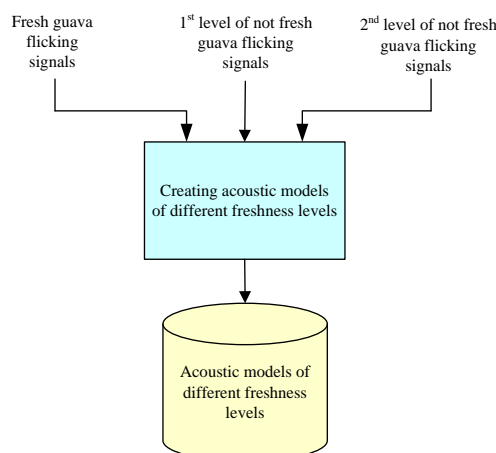 Fresh guava
flicking
signals
1st level of not fresh
guava flicking
signals
2nd level of not fresh
guava flicking
signals
Creating acoustic models
of different freshness levels
Acoustic models of
different freshness
levels